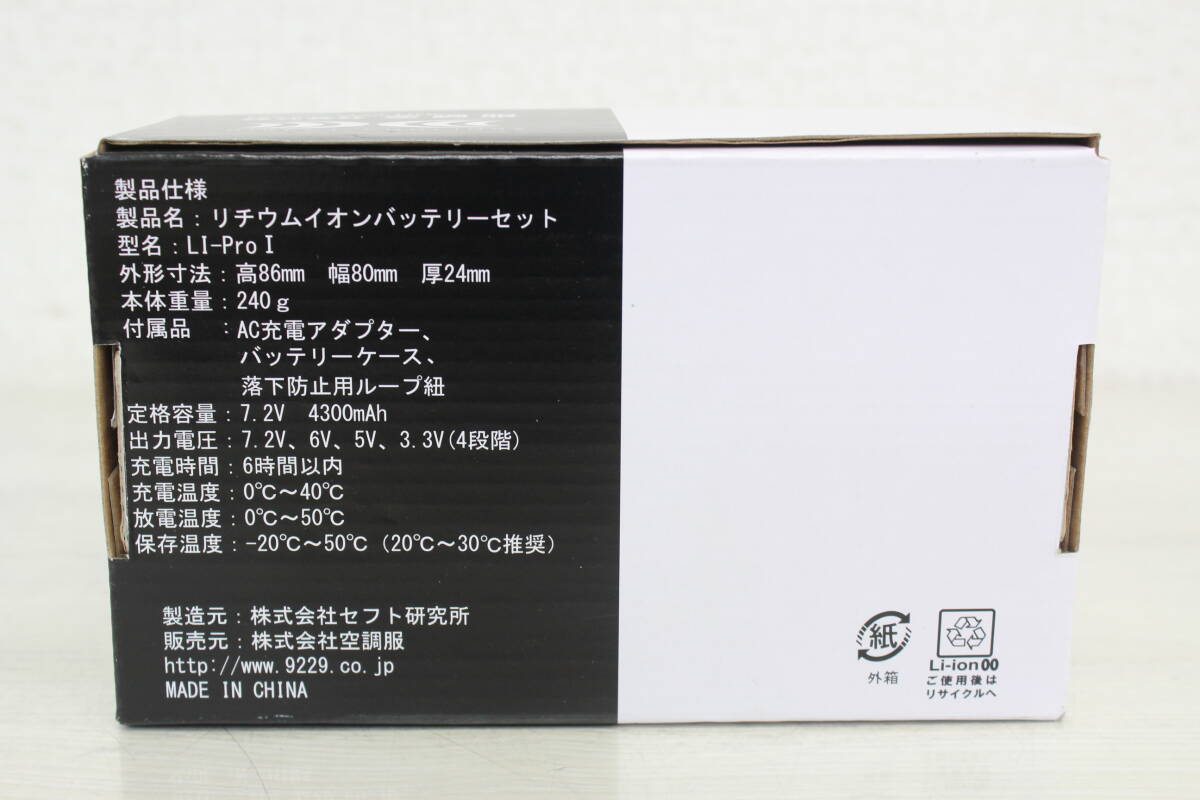 製品仕様
製品名：リチウムイオンバッテリーセット
型名：LI-ProⅠ
外形寸法：高86mm　幅80mm　厚24mm
本体重量：240ｇ
付属品　：AC充電アダプター、
バッテリーケース、
落下防止用ループ紐
定格容量：7.2V　4300mAh
出力電圧：7.2V、6V、5V、3.3V(4段階)
充電時間：6時間以内
充電温度：0℃～40℃
放電温度：0℃～50℃
保存温度：-20℃～50℃（20℃～30℃推奨）
製造元：株式会社セフト研究所
販売元：株式会社空調服
http://www.9229.co.jp
MADE IN CHINA
紙
外箱
Li-ion00
ご使用後は
リサイクルへ